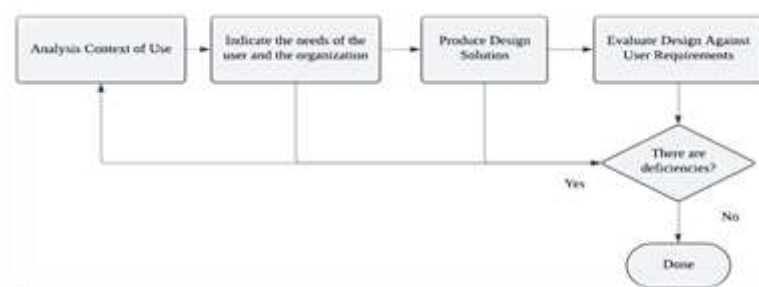 Analysis Context of Use
Indicate the needs of the
user and the organization
Produce Design
Solution
Evaluate Design Against
User Requirements
There are
deficiencies?
Yes
No
Done